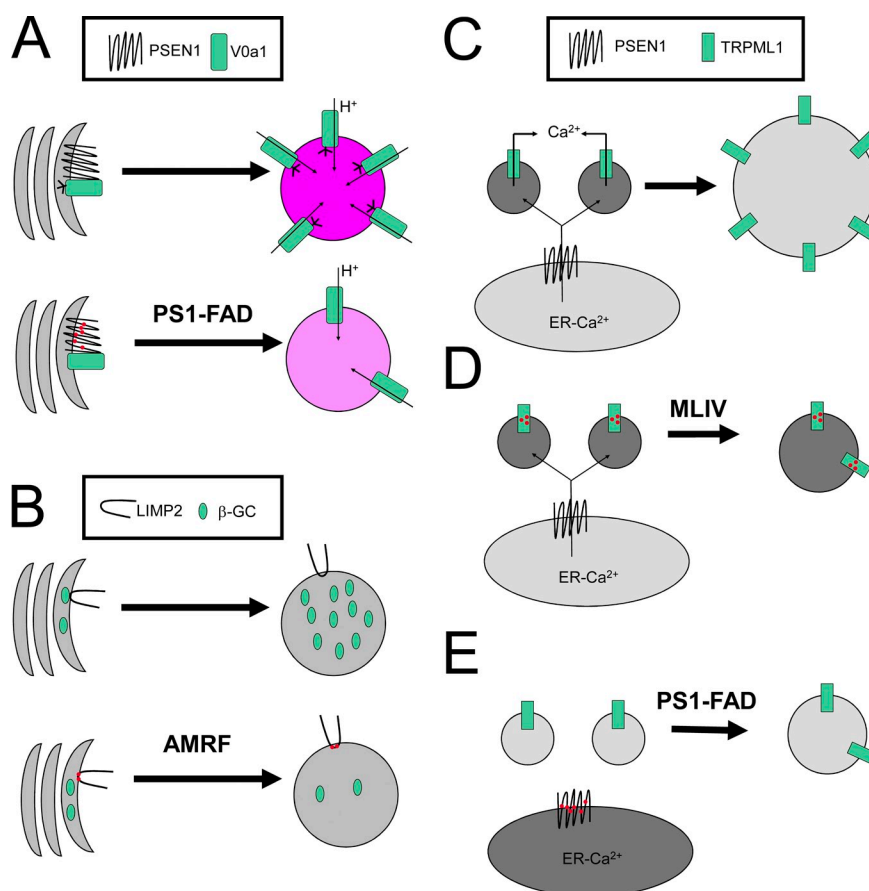 A
PSEN1 V0a1
H⁺
PS1-FAD
H⁺
B
LIMP2 β-GC
AMRF
C
PSEN1 TRPML1
Ca²⁺
ER-Ca²⁺
D
MLIV
ER-Ca²⁺
E
PS1-FAD
ER-Ca²⁺